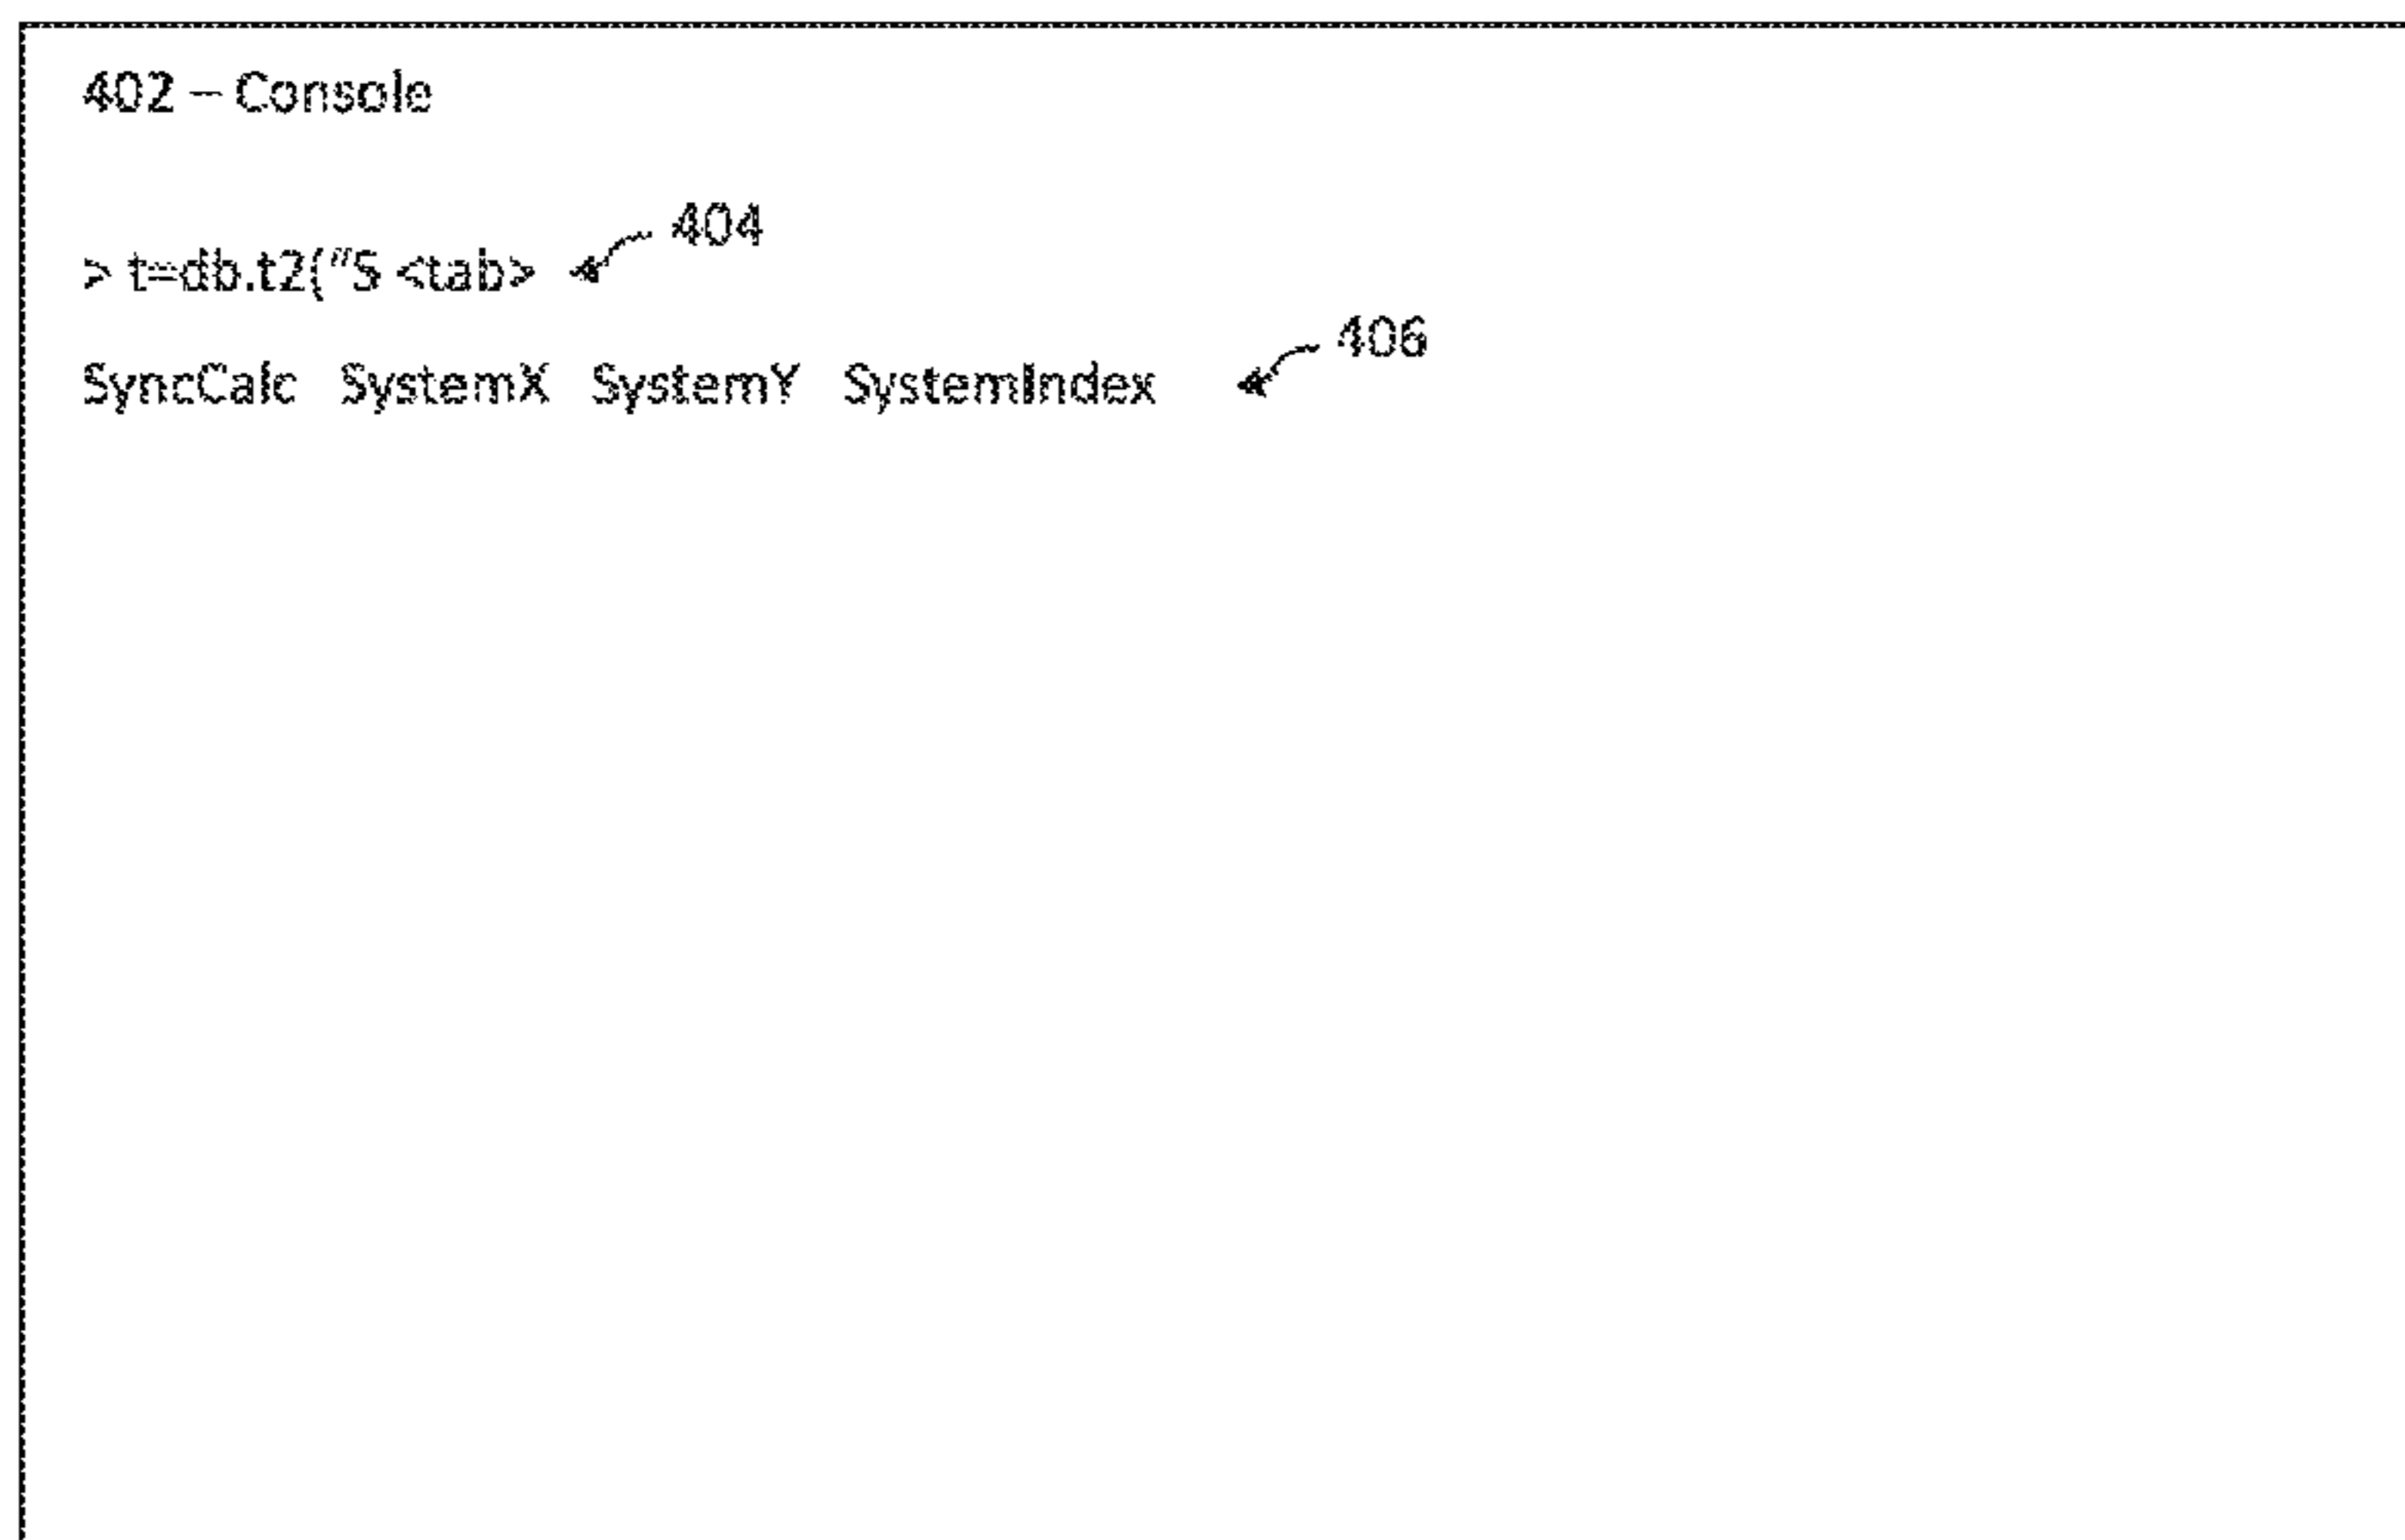 402 – Console
404
> t=db.t2("S <tab>
406
SyncCalc SystemX SystemY SystemIndex